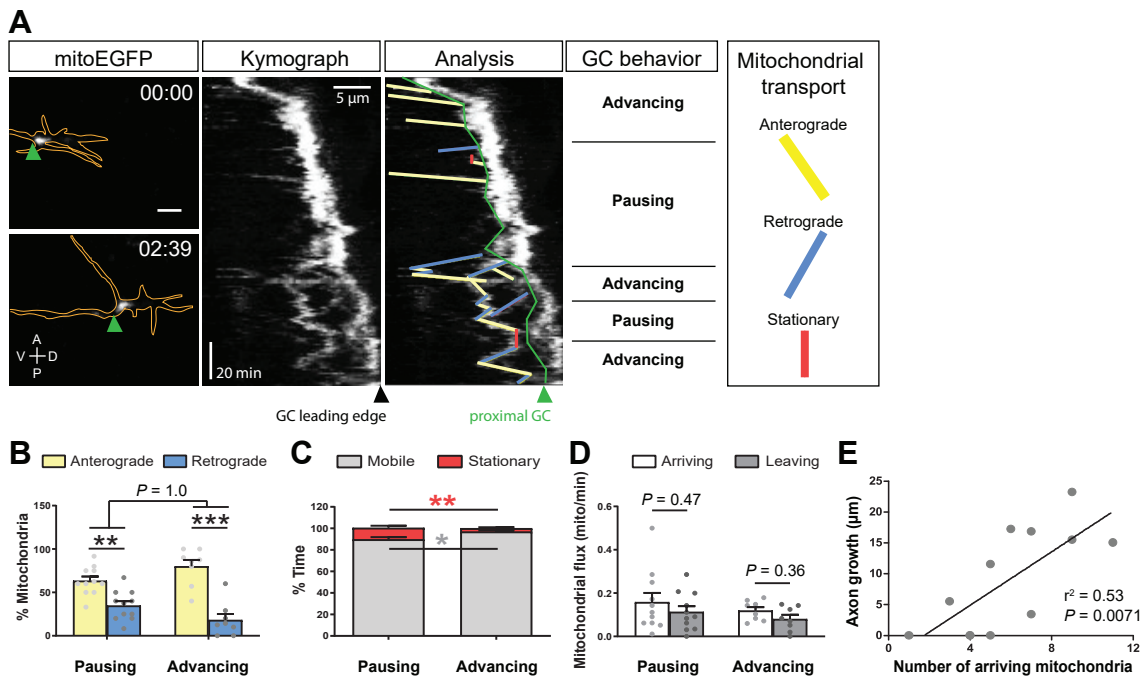 A
mitoEGFP
Kymograph
Analysis
GC behavior
Mitochondrial
transport
00:00
5 µm
Advancing
Anterograde
Pausing
Retrograde
02:39
Advancing
Pausing
Stationary
A
V D
P
20 min
Advancing
GC leading edge
proximal GC
B
Anterograde
Retrograde
P = 1.0
% Mitochondria
150
100
50
0
**
***
Pausing
Advancing
C
Mobile
Stationary
% Time
120
100
80
60
40
20
0
**
*
Pausing
Advancing
D
Arriving
Leaving
Mitochondrial flux (mito/min)
0.6
0.4
0.2
0.0
P = 0.47
P = 0.36
Pausing
Advancing
E
Axon growth (µm)
25
20
15
10
5
0
r² = 0.53
P = 0.0071
0
4
8
12
Number of arriving mitochondria